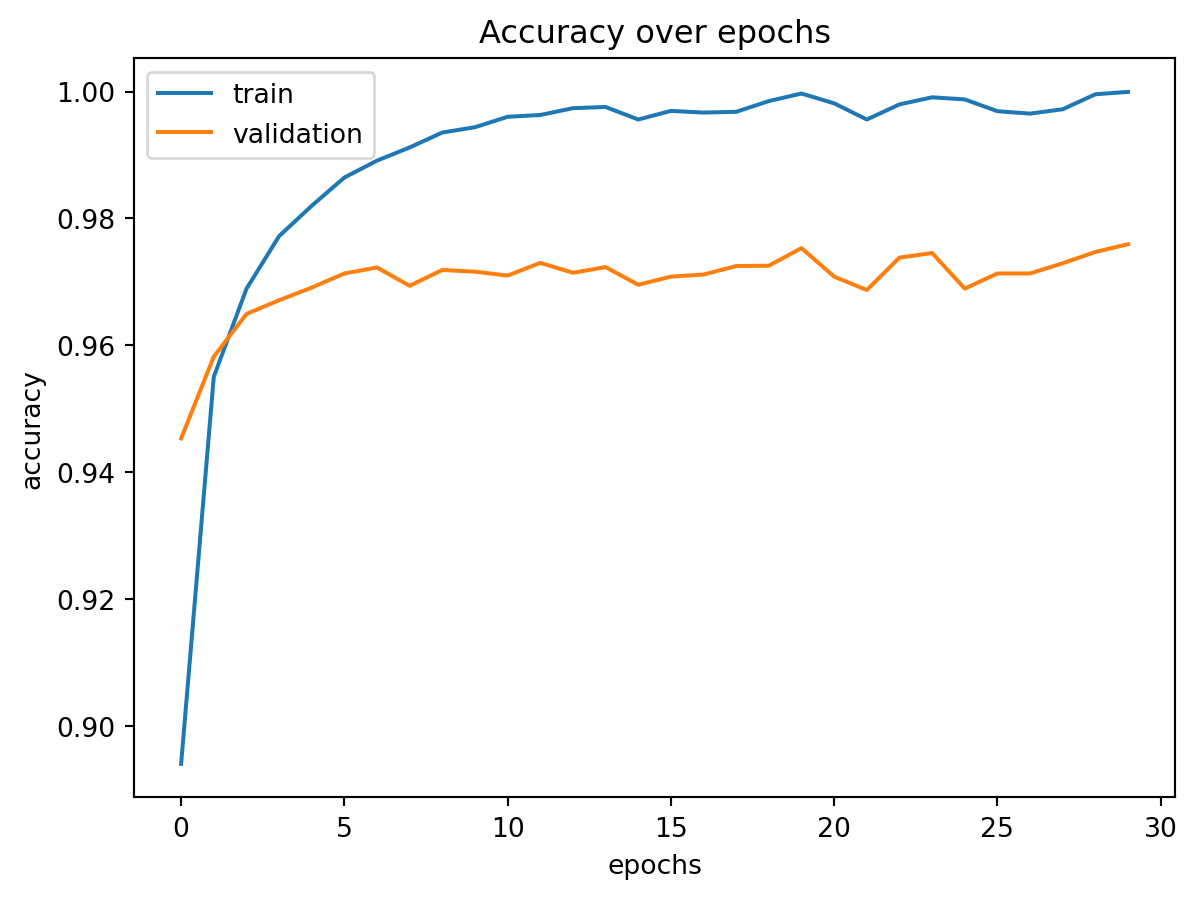 Accuracy over epochs
train
validation
1.00
0.98
0.96
0.94
0.92
0.90
accuracy
0 5 10 15 20 25 30
epochs